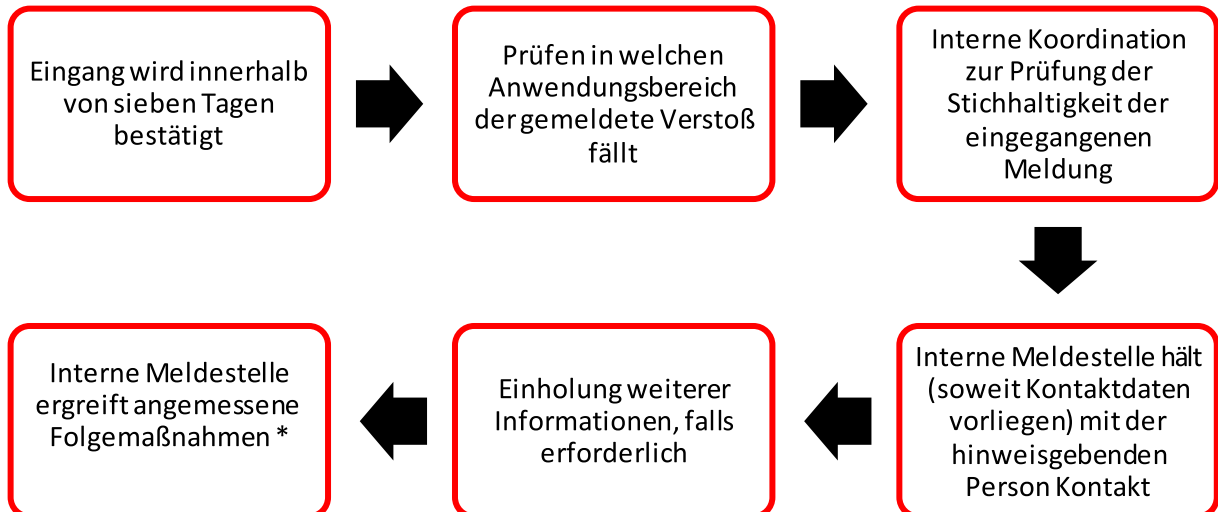 Eingang wird innerhalb
von sieben Tagen
bestätigt
Prüfen in welchen
Anwendungsbereich
der gemeldete Verstoß
fällt
Interne Koordination
zur Prüfung der
Stichhaltigkeit der
eingegangenen
Meldung
Interne Meldestelle hält
(soweit Kontaktdaten
vorliegen) mit der
hinweisgebenden
Person Kontakt
Einholung weiterer
Informationen, falls
erforderlich
Interne Meldestelle
ergreift angemessene
Folgemaßnahmen *